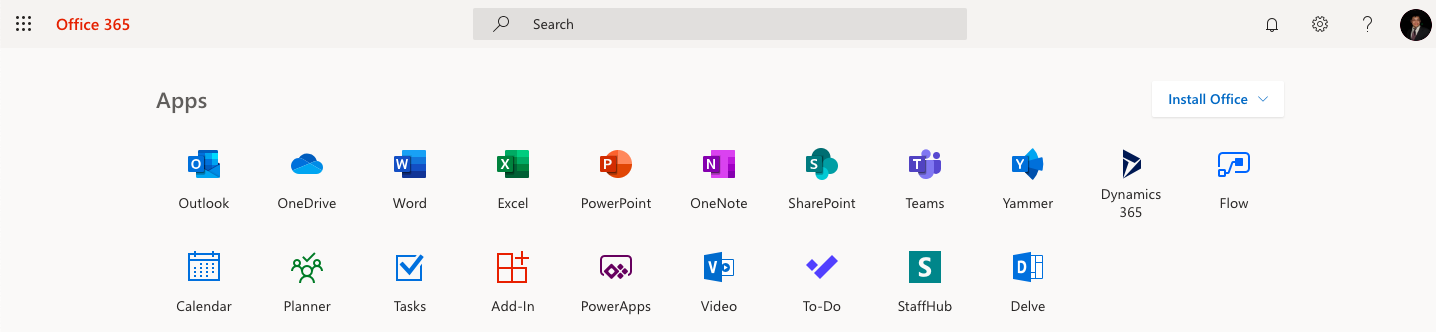 Office 365
Search
Apps
Install Office
Outlook
OneDrive
Word
Excel
PowerPoint
OneNote
SharePoint
Teams
Yammer
Dynamics
365
Flow
Calendar
Planner
Tasks
Add-In
PowerApps
Video
To-Do
StaffHub
Delve